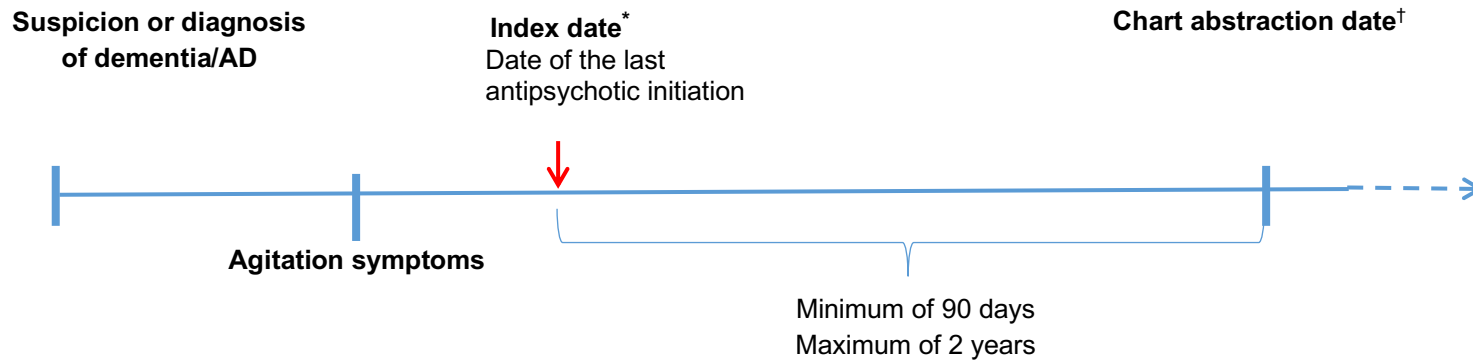 Suspicion or diagnosis
of dementia/AD
Index date*
Date of the last
antipsychotic initiation
Chart abstraction date†
Agitation symptoms
Minimum of 90 days
Maximum of 2 years